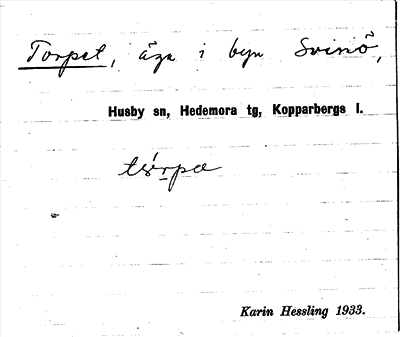 Torpet, äga i byn Svinö,
Husby sn, Hedemora tg, Kopparbergs l.
Karin Hessling 1933.